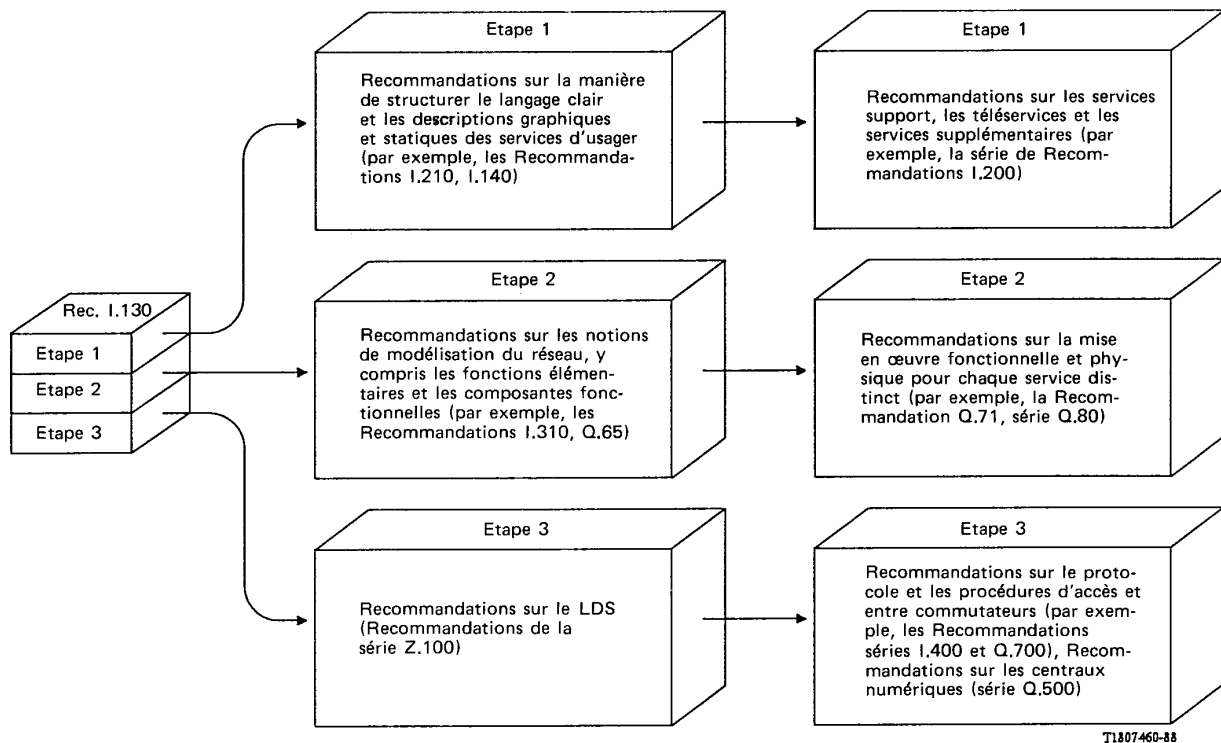 Rec. I.130
Etape 1
Etape 2
Etape 3
Etape 1
Recommandations sur la manière
de structurer le langage clair
et les descriptions graphiques
et statiques des services d'usager
(par exemple, les Recommanda-
tions I.210, I.140)
Etape 1
Recommandations sur les services
support, les téléservices et les
services supplémentaires (par
exemple, la série de Recom-
mandations I.200)
Etape 2
Recommandations sur les notions
de modélisation du réseau, y
compris les fonctions élémen-
taires et les composantes fonc-
tionnelles (par exemple, les
Recommandations I.310, Q.65)
Etape 2
Recommandations sur la mise
en œuvre fonctionnelle et phy-
sique pour chaque service dis-
tinct (par exemple, la Recom-
mandation Q.71, série Q.80)
Etape 3
Recommandations sur le LDS
(Recommandations de la
série Z.100)
Etape 3
Recommandations sur le proto-
cole et les procédures d'accès et
entre commutateurs (par exem-
ple, les Recommandations
séries I.400 et Q.700), Recom-
mandations sur les centraux
numériques (série Q.500)
T1807460-88